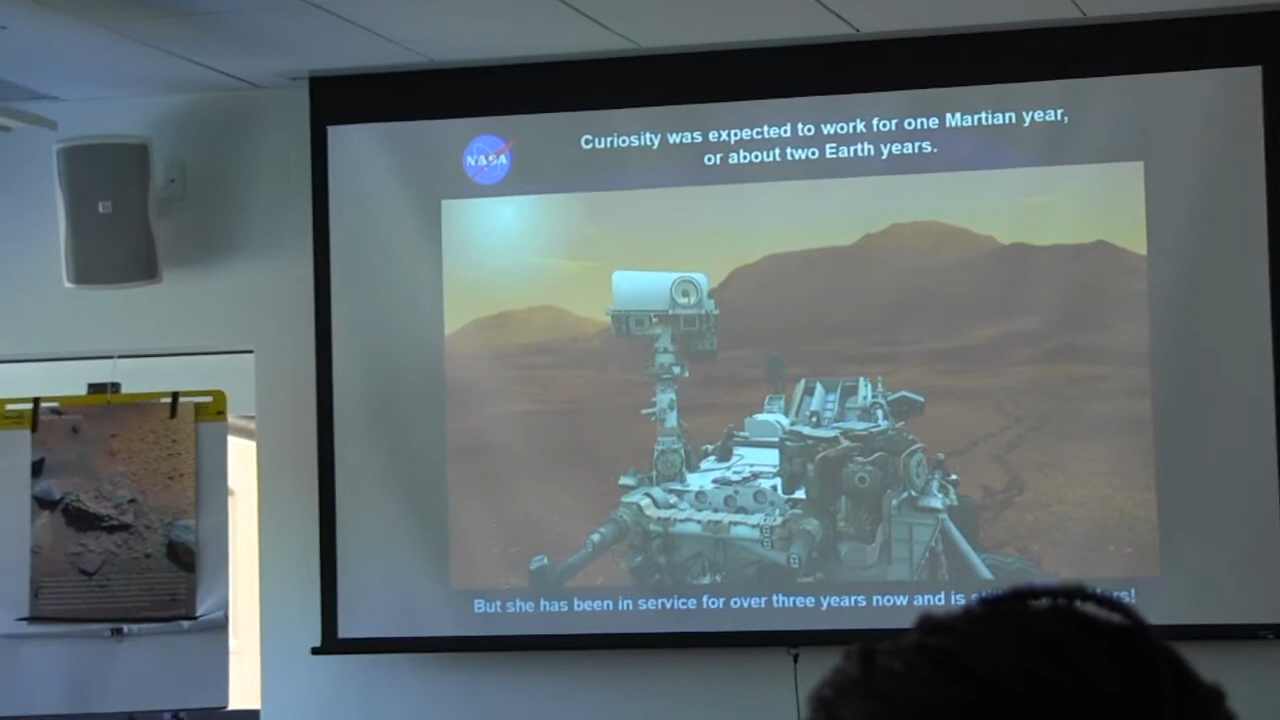 NASA
Curiosity was expected to work for one Martian year,
or about two Earth years.
But she has been in service for over three years now and is